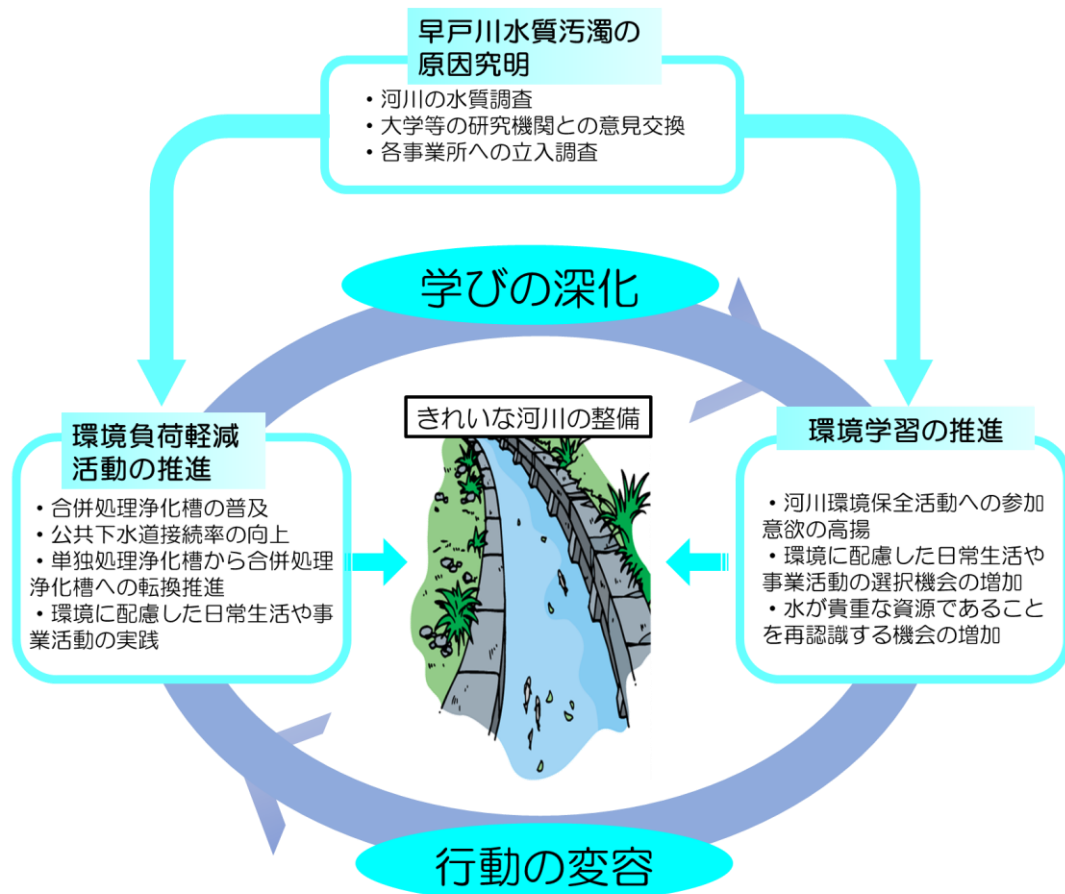 早戸川水質汚濁の
原因究明
・河川の水質調査
・大学等の研究機関との意見交換
・各事業所への立入調査
学びの深化
きれいな河川の整備
環境負荷軽減
活動の推進
・合併処理浄化槽の普及
・公共下水道接続率の向上
・単独処理浄化槽から合併処理
浄化槽への転換推進
・環境に配慮した日常生活や事
業活動の実践
環境学習の推進
・河川環境保全活動への参加
意欲の高揚
・環境に配慮した日常生活や
事業活動の選択機会の増加
・水が貴重な資源であること
を再認識する機会の増加
行動の変容